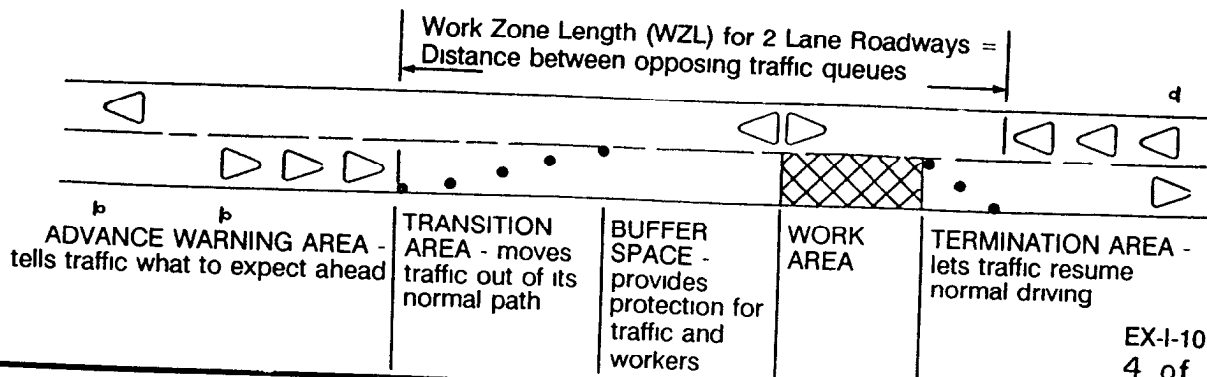 Work Zone Length (WZL) for 2 Lane Roadways =
Distance between opposing traffic queues
ADVANCE WARNING AREA -
tells traffic what to expect ahead
TRANSITION
AREA - moves
traffic out of its
normal path
BUFFER
SPACE -
provides
protection for
traffic and
workers
WORK
AREA
TERMINATION AREA -
lets traffic resume
normal driving
EX-I-10
4 of